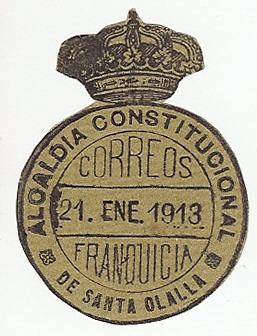 ALCALDIA CONSTITUCIONAL
CORREOS
21. ENE. 1913
FRANQUICIA
DE SANTA OLALLA